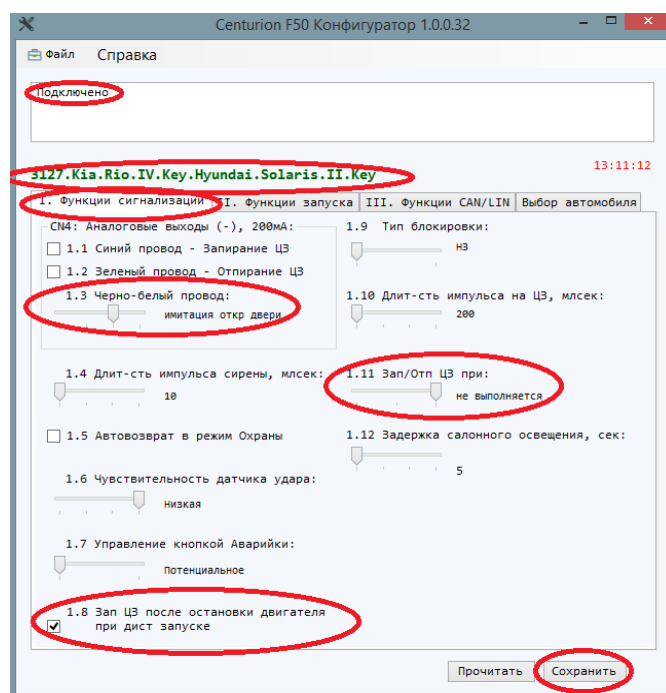 Centurion F50 Конфигуратор 1.0.0.32
Файл Справка
Подключено
13:11:12
3127.Kia.Rio.IV.Key.Hyundai.Solaris.II.Key
I. Функции сигнализации II. Функции запуска III. Функции CAN/LIN Выбор автомобиля
CN4: Аналоговые выходы (-), 200мА:
1.9 Тип блокировки:
1.1 Синий провод - Запирание ЦЗ
НЗ
1.2 Зеленый провод - Отпирание ЦЗ
1.3 Черно-белый провод:
1.10 Длит-сть импульса на ЦЗ, млсек:
имитация откр двери
200
1.4 Длит-сть импульса сирены, млсек:
1.11 Зап/Отп ЦЗ при:
10
не выполняется
1.5 Автовозврат в режим Охраны
1.12 Задержка салонного освещения, сек:
5
1.6 Чувствительность датчика удара:
Низкая
1.7 Управление кнопкой Аварийки:
Потенциальное
1.8 Зап ЦЗ после остановки двигателя
при дист запуске
Прочитать Сохранить